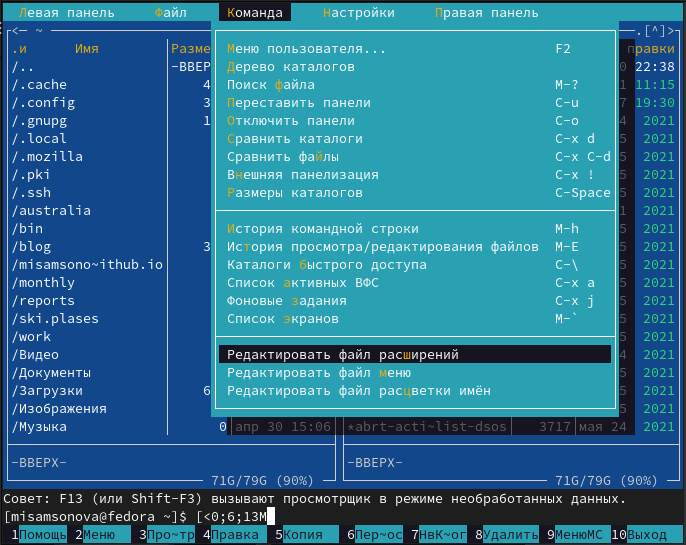 Левая панель Файл Команда Настройки Правая панель
<─ ~ .[^]>
.и Имя Разме правки
Меню пользователя... F2
/.. -ВВЕР 22:38
Дерево каталогов
/.cache 4 11:15
Поиск файла M-?
/.config 3 19:30
Переставить панели C-u
/.gnupg 1 2021
Отключить панели C-o
/.local 2021
Сравнить каталоги C-x d
/.mozilla 2021
Сравнить файлы C-x C-d
/.pki 2021
Внешняя панелизация C-x !
/.ssh 2021
Размеры каталогов C-Space
/australia 2021
/bin 2021
История командной строки M-h
/blog 3 2021
История просмотра/редактирования файлов M-E
/misamsono~ithub.io 2021
Каталоги быстрого доступа C-\
/monthly 2021
Список активных ВФС C-x a
/reports 2021
Фоновые задания C-x j
/ski.plases 2021
Список экранов M-`
/work 2021
/Видео 2021
Редактировать файл расширений
/Документы 2021
Редактировать файл меню
/Загрузки 6 2021
Редактировать файл расцветки имён
/Изображения 2021
/Музыка 0 апр 30 15:06 *abrt-acti~list-dsos 3717 мая 24 2021
-ВВЕРХ- -ВВЕРХ-
71G/79G (90%) 71G/79G (90%)
Совет: F13 (или Shift-F3) вызывают просмотрщик в режиме необработанных данных.
[misamsonova@fedora ~]$ [<0;6;13M
1Помощь 2Меню 3Про~тр 4Правка 5Копия 6Пер~ос 7НвК~ог 8Удалить 9МенюМС 10Выход